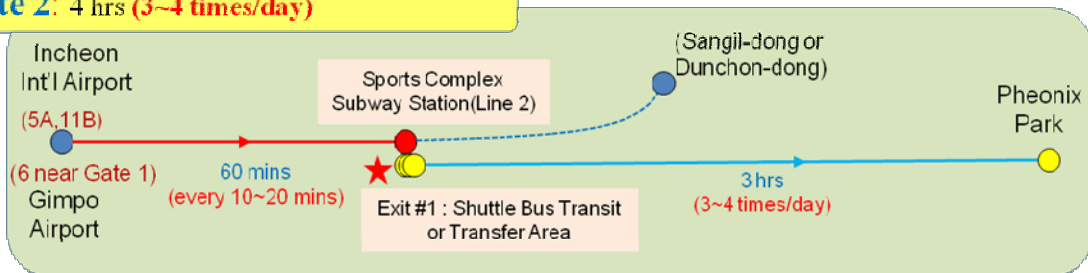 te 2: 4 hrs (3~4 times/day)
Incheon
Int'l Airport
(5A,11B)
(6 near Gate 1)
Gimpo
Airport
60 mins
(every 10~20 mins)
Sports Complex
Subway Station(Line 2)
Exit #1 : Shuttle Bus Transit
or Transfer Area
(Sangil-dong or
Dunchon-dong)
3 hrs
(3~4 times/day)
Pheonix
Park